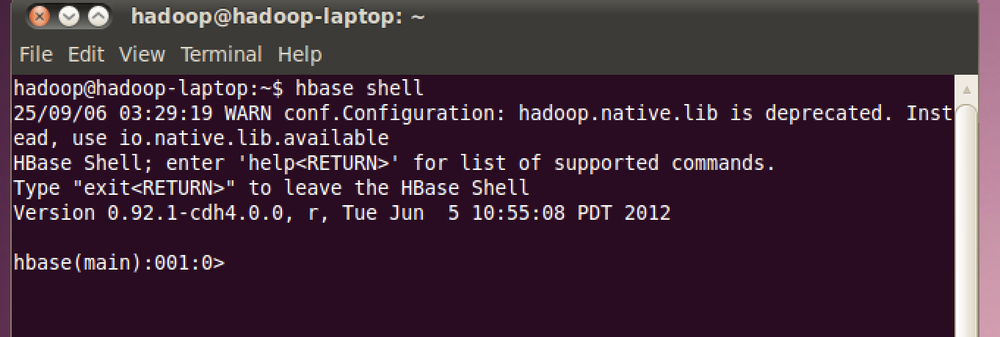 hadoop@hadoop-laptop: ~
File Edit View Terminal Help
hadoop@hadoop-laptop:~$ hbase shell
25/09/06 03:29:19 WARN conf.Configuration: hadoop.native.lib is deprecated. Inst
ead, use io.native.lib.available
HBase Shell; enter 'help<RETURN>' for list of supported commands.
Type "exit<RETURN>" to leave the HBase Shell
Version 0.92.1-cdh4.0.0, r, Tue Jun  5 10:55:08 PDT 2012
hbase(main):001:0>